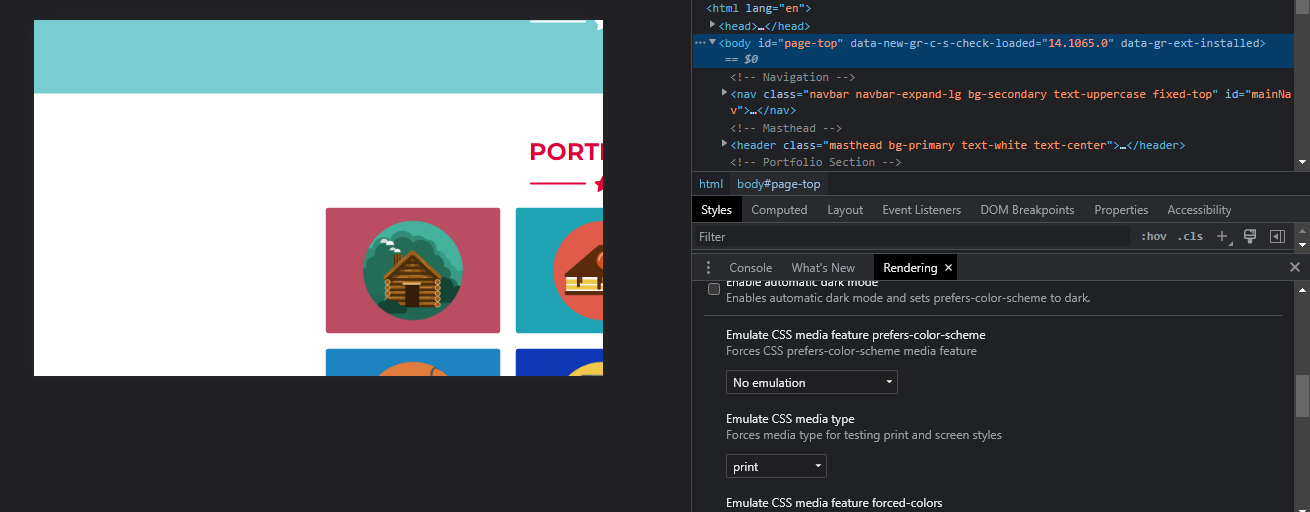 PORT
<html lang="en">
<head>…</head>
<body id="page-top" data-new-gr-c-s-check-loaded="14.1065.0" data-gr-ext-installed>
== $0
<!-- Navigation -->
<nav class="navbar navbar-expand-lg bg-secondary text-uppercase fixed-top" id="mainNa
v">…</nav>
<!-- Masthead -->
<header class="masthead bg-primary text-white text-center">…</header>
<!-- Portfolio Section -->
html body#page-top
Styles Computed Layout Event Listeners DOM Breakpoints Properties Accessibility
Filter :hov .cls
Console What's New Rendering
Enable automatic dark mode
Enables automatic dark mode and sets prefers-color-scheme to dark.
Emulate CSS media feature prefers-color-scheme
Forces CSS prefers-color-scheme media feature
No emulation
Emulate CSS media type
Forces media type for testing print and screen styles
print
Emulate CSS media feature forced-colors